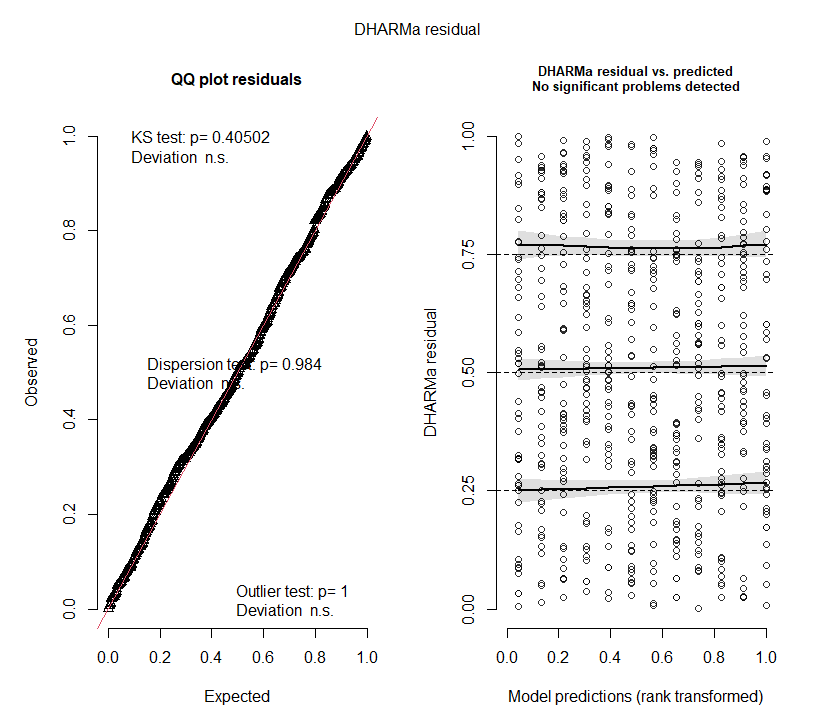 DHARMa residual
QQ plot residuals
KS test: p= 0.40502
Deviation n.s.
Dispersion test: p= 0.984
Deviation n.s.
Outlier test: p= 1
Deviation n.s.
Observed
0.0
0.2
0.4
0.6
0.8
1.0
0.0 0.2 0.4 0.6 0.8 1.0
Expected
DHARMa residual vs. predicted
No significant problems detected
DHARMa residual
0.00
0.25
0.50
0.75
1.00
0.0 0.2 0.4 0.6 0.8 1.0
Model predictions (rank transformed)